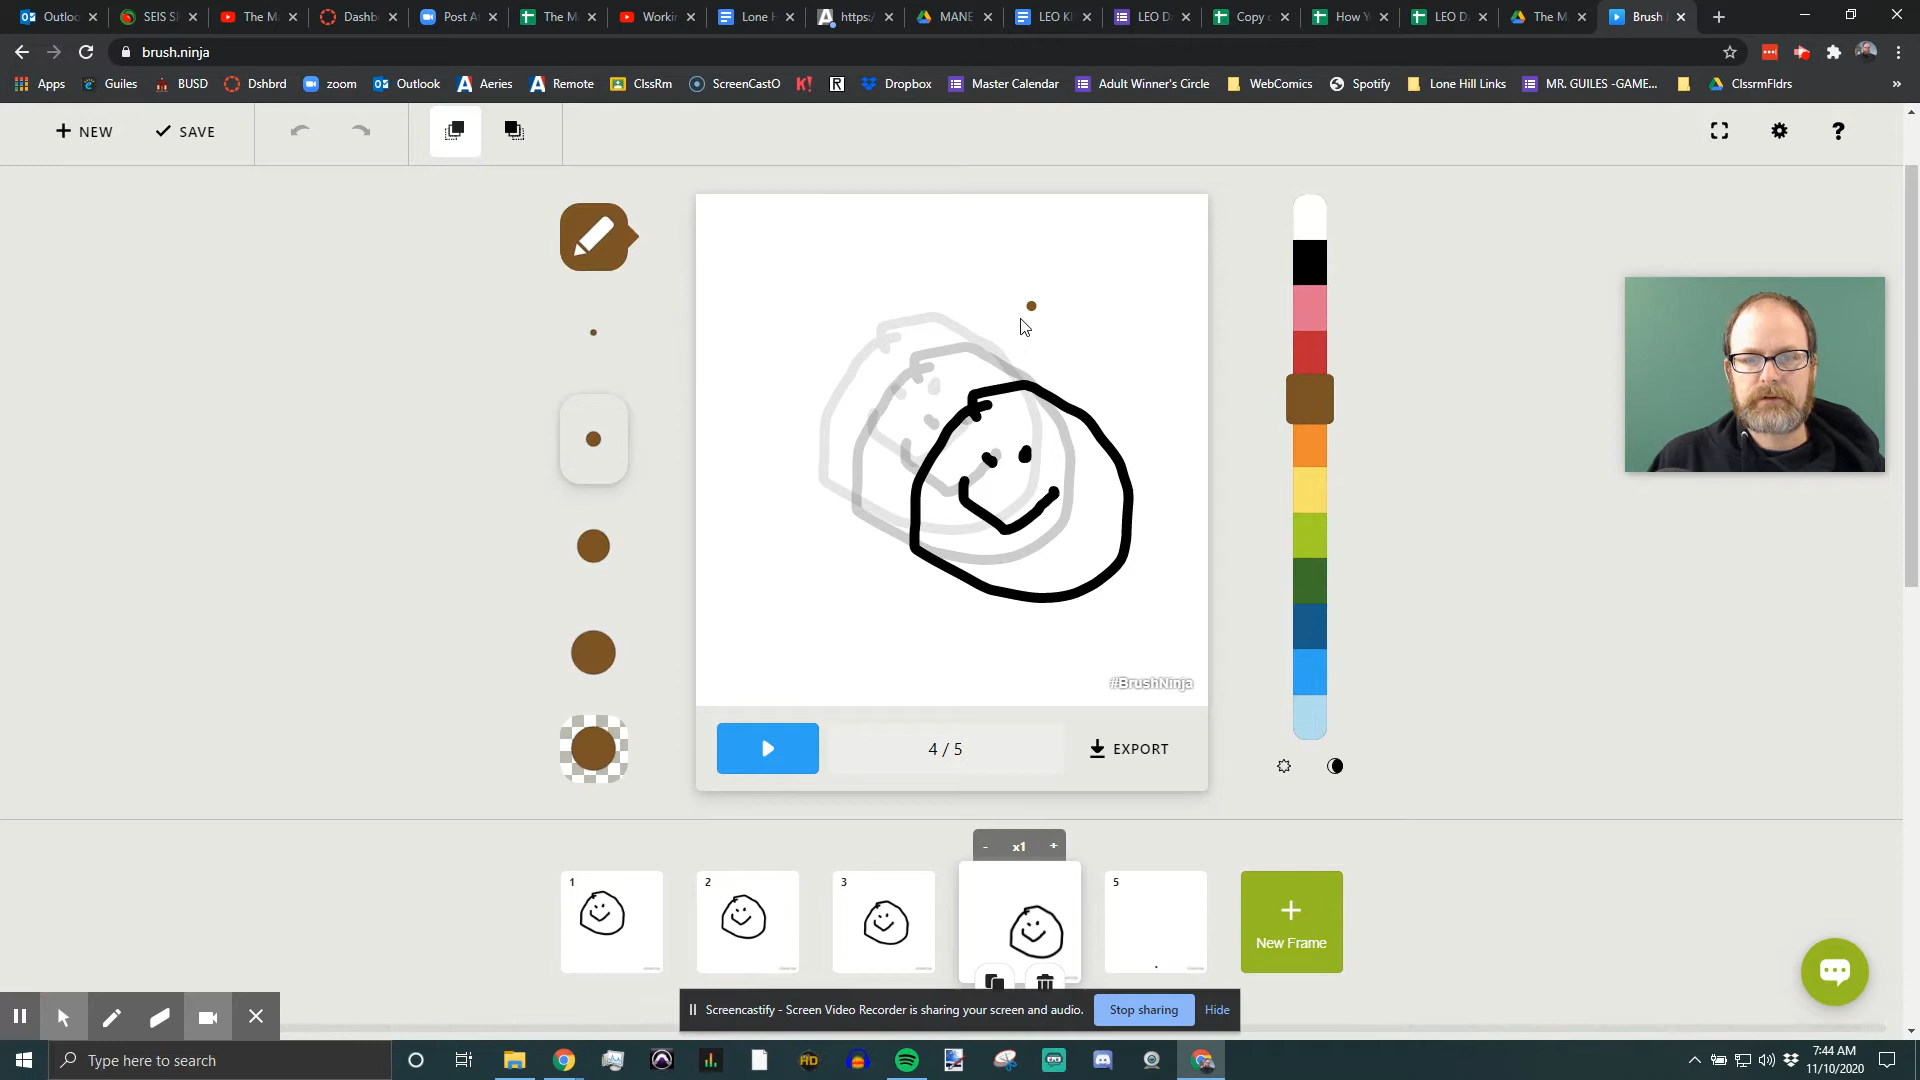 Outloo
SEIS S
The M
Dashb
Post A
The M
Workin
Lone H
https:/
MANE
LEO K
LEO D
Copy o
How Y
LEO D
The M
Brush
brush.ninja
Apps
Guiles
BUSD
Dshbrd
zoom
Outlook
Aeries
Remote
ClssRm
ScreenCastO
Dropbox
Master Calendar
Adult Winner's Circle
WebComics
Spotify
Lone Hill Links
MR. GUILES -GAME...
ClssrmFldrs
»
+ NEW
SAVE
?
#BrushNinja
4 / 5
EXPORT
- x1 +
1
2
3
5
+
New Frame
Screencastify - Screen Video Recorder is sharing your screen and audio.
Stop sharing
Hide
Type here to search
7:44 AM
11/10/2020